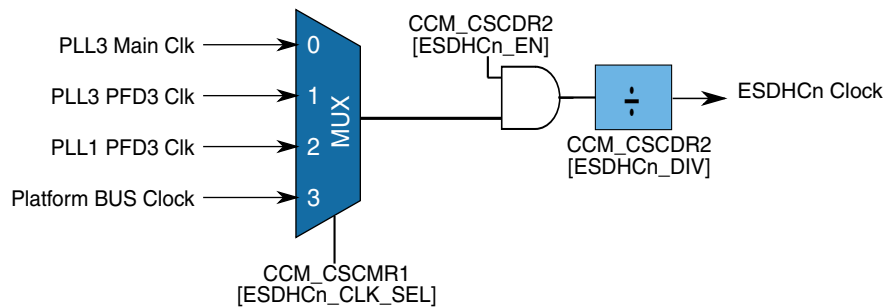 CCM_CSCDR2
[ESDHCn_EN]
PLL3 Main Clk
0
PLL3 PFD3 Clk
1
ESDHCn Clock
MUX
PLL1 PFD3 Clk
2
CCM_CSCDR2
[ESDHCn_DIV]
Platform BUS Clock
3
CCM_CSCMR1
[ESDHCn_CLK_SEL]